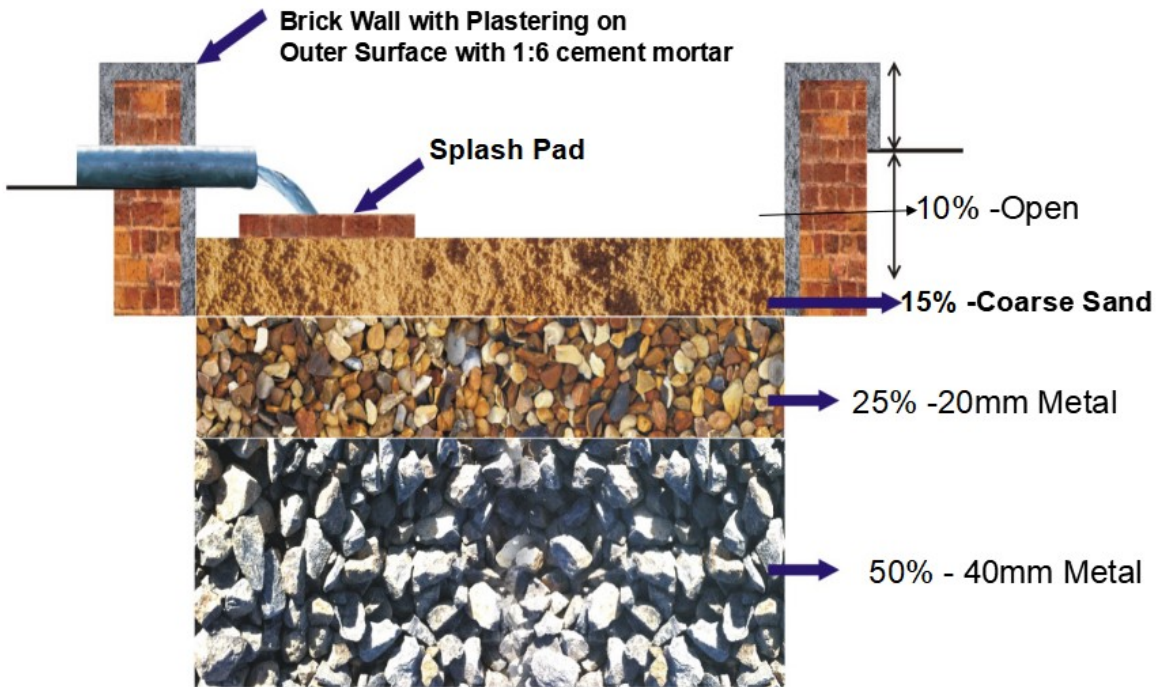 Brick Wall with Plastering on
Outer Surface with 1:6 cement mortar
Splash Pad
10% -Open
15% -Coarse Sand
25% -20mm Metal
50% - 40mm Metal